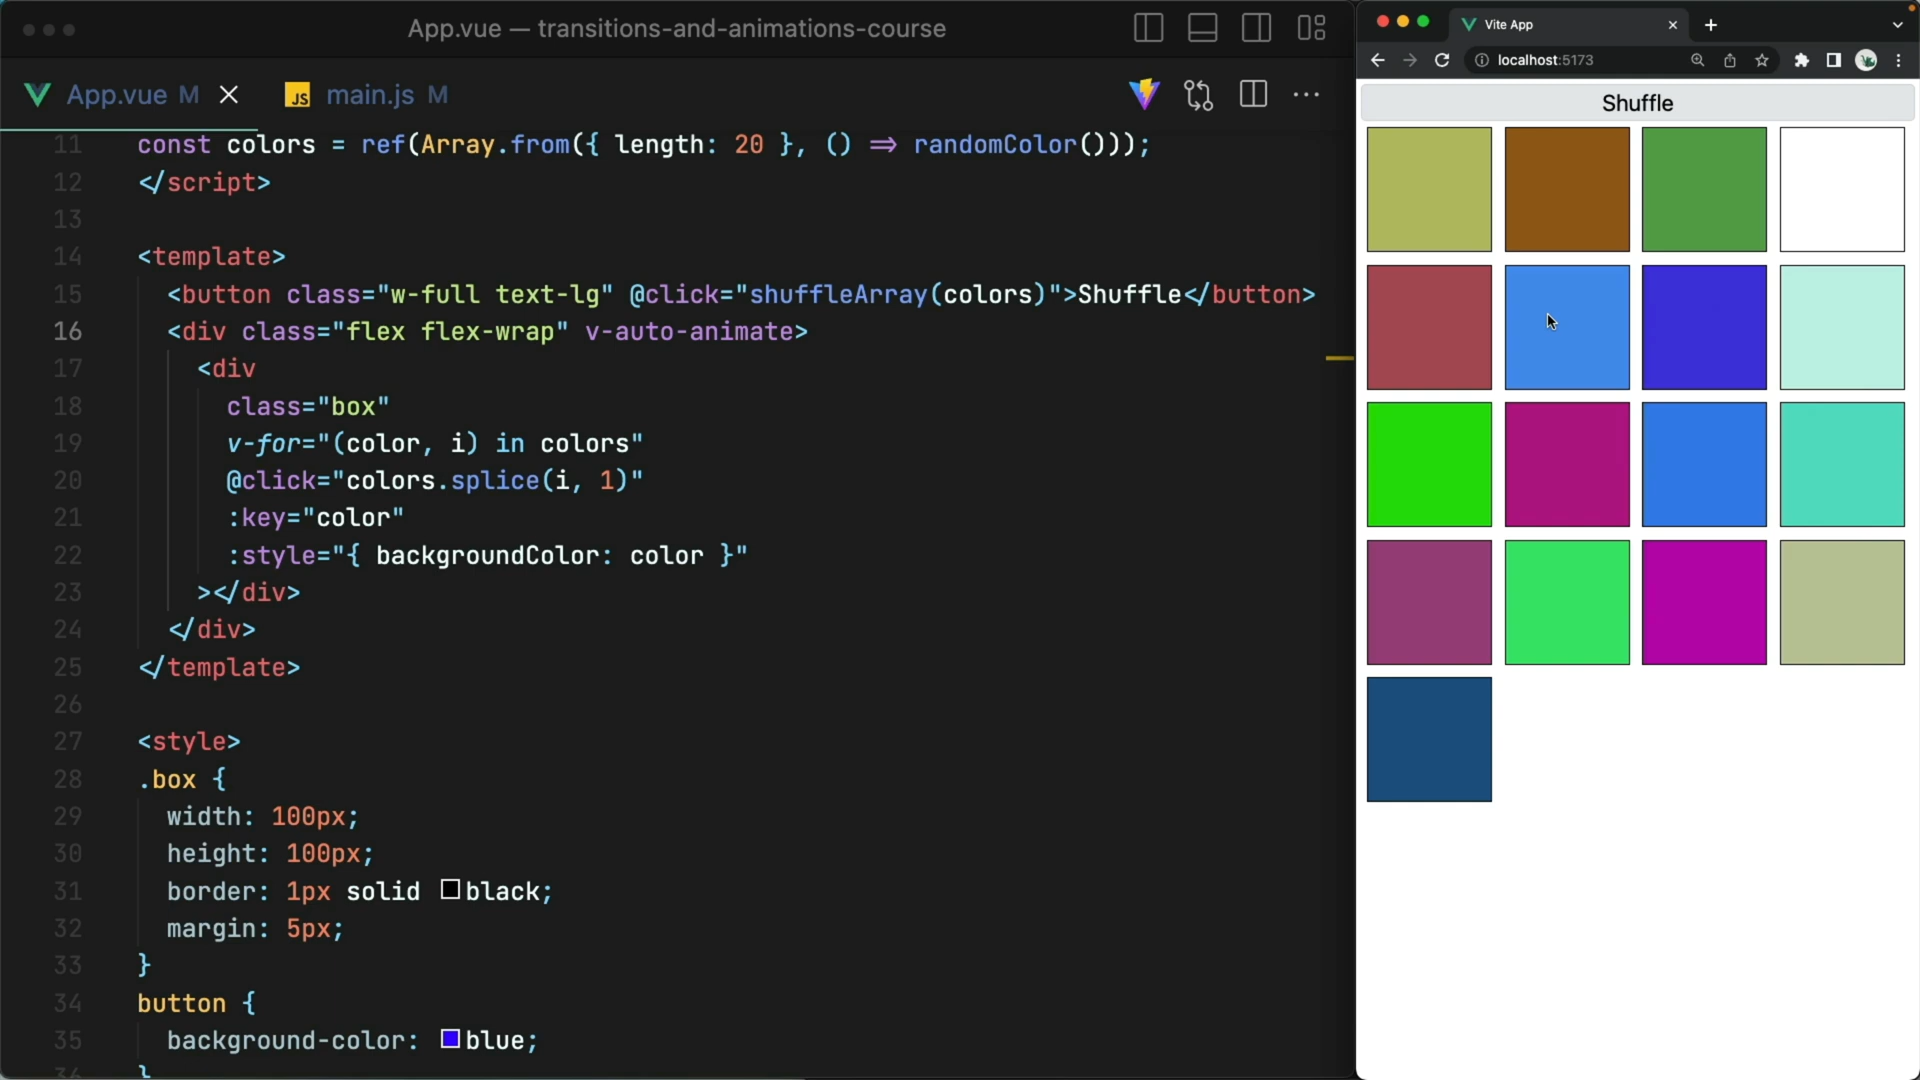 App.vue — transitions-and-animations-course
App.vue M
JS main.js M
11 const colors = ref(Array.from({ length: 20 }, () => randomColor()));
12 </script>
13
14 <template>
15 <button class="w-full text-lg" @click="shuffleArray(colors)">Shuffle</button>
16 <div class="flex flex-wrap" v-auto-animate>
17 <div
18 class="box"
19 v-for="(color, i) in colors"
20 @click="colors.splice(i, 1)"
21 :key="color"
22 :style="{ backgroundColor: color }"
23 ></div>
24 </div>
25 </template>
26
27 <style>
28 .box {
29 width: 100px;
30 height: 100px;
31 border: 1px solid black;
32 margin: 5px;
33 }
34 button {
35 background-color: blue;
36 }
Vite App
localhost:5173
Shuffle